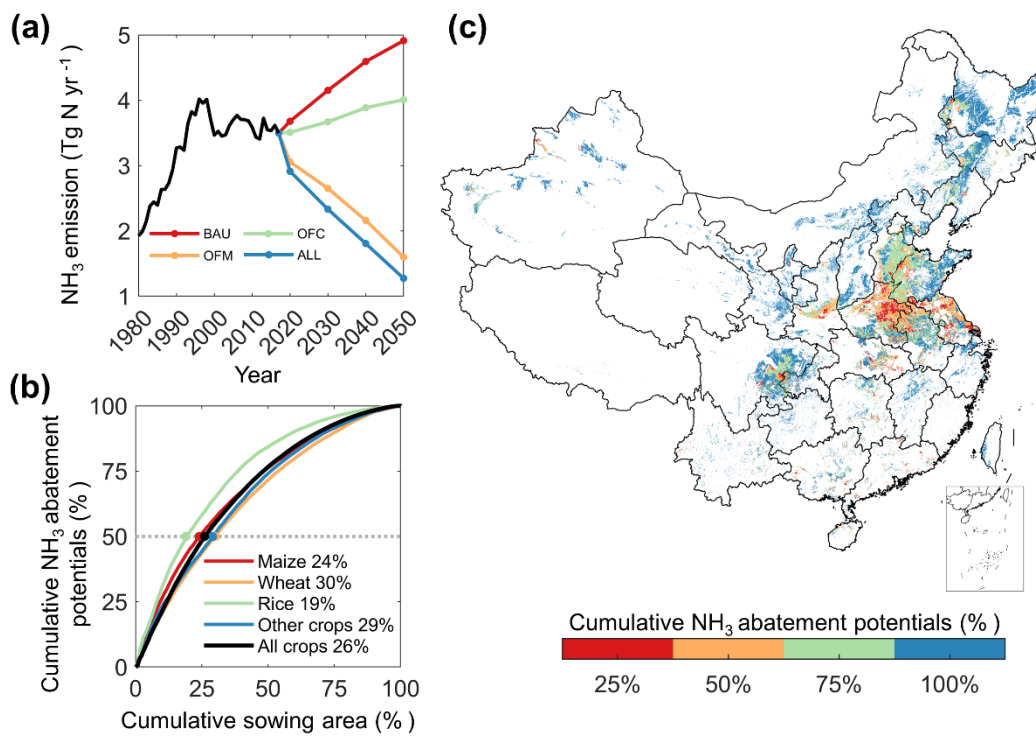 (a)
NH₃ emission (Tg N yr ⁻¹)
5
4
3
2
1
BAU
OFC
OFM
ALL
1980
1990
2000
2010
2020
2030
2040
2050
Year
(b)
Cumulative NH₃ abatement
potentials (% )
100
75
50
25
0
Maize 24%
Wheat 30%
Rice 19%
Other crops 29%
All crops 26%
0
25
50
75
100
Cumulative sowing area (% )
(c)
Cumulative NH₃ abatement potentials (% )
25%
50%
75%
100%